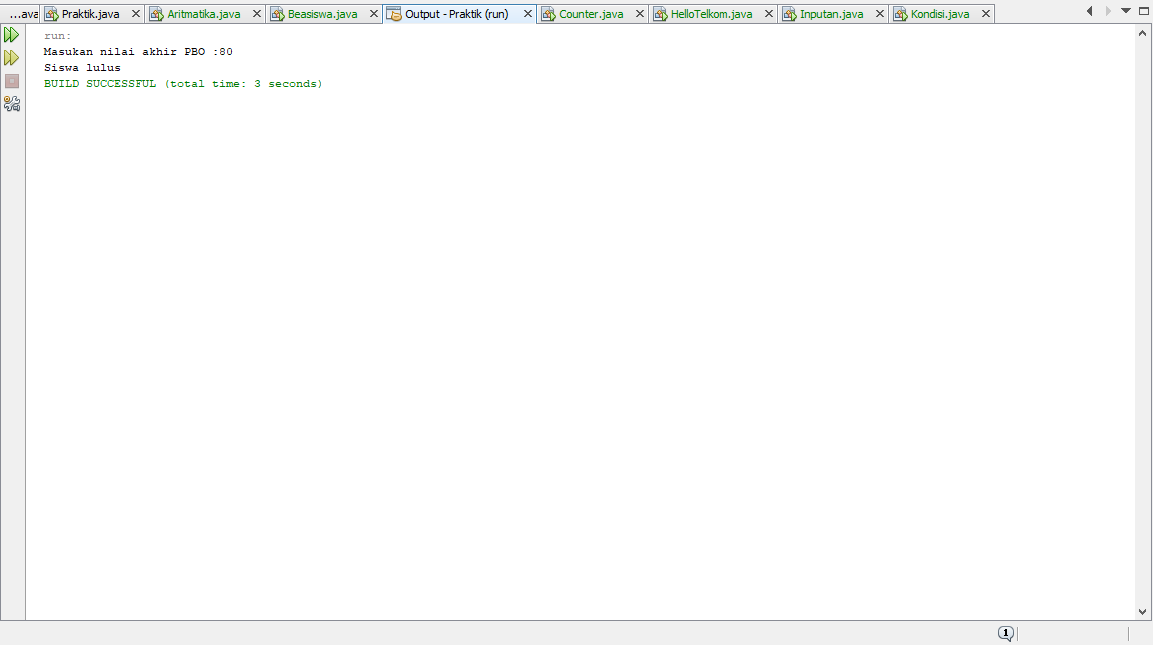 ...ava Praktik.java Aritmatika.java Beasiswa.java Output - Praktik (run) Counter.java HelloTelkom.java Inputan.java Kondisi.java
run:
Masukan nilai akhir PBO :80
Siswa lulus
BUILD SUCCESSFUL (total time: 3 seconds)
1